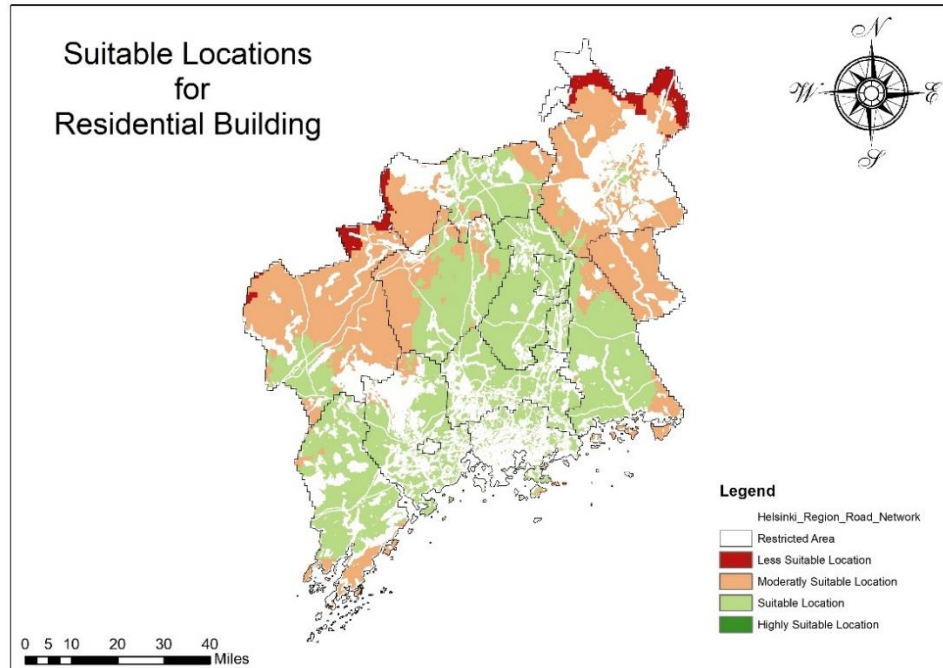 Suitable Locations
for
Residential Building
N
W
E
S
Legend
Helsinki_Region_Road_Network
Restricted Area
Less Suitable Location
Moderatly Suitable Location
Suitable Location
Highly Suitable Location
0 5 10 20 30 40
Miles